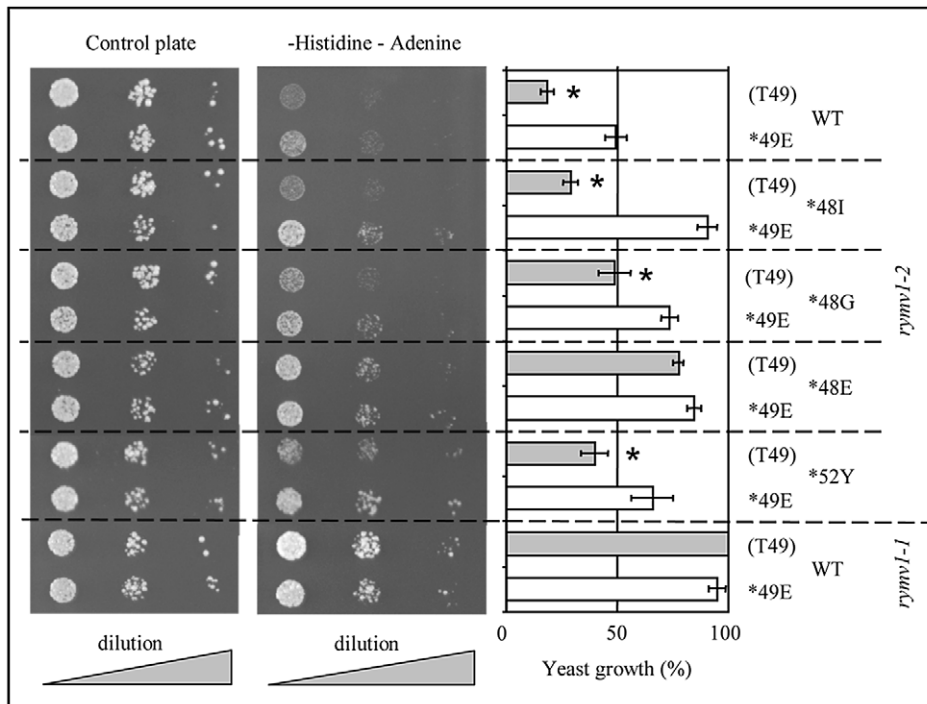 Control plate
-Histidine - Adenine
(T49)
*
WT
*49E
(T49)
*
*48I
*49E
(T49)
*
*48G
*49E
(T49)
*48E
*49E
(T49)
*
*52Y
*49E
(T49)
WT
*49E
rymv1-2
rymv1-1
dilution
dilution
0 50 100
Yeast growth (%)